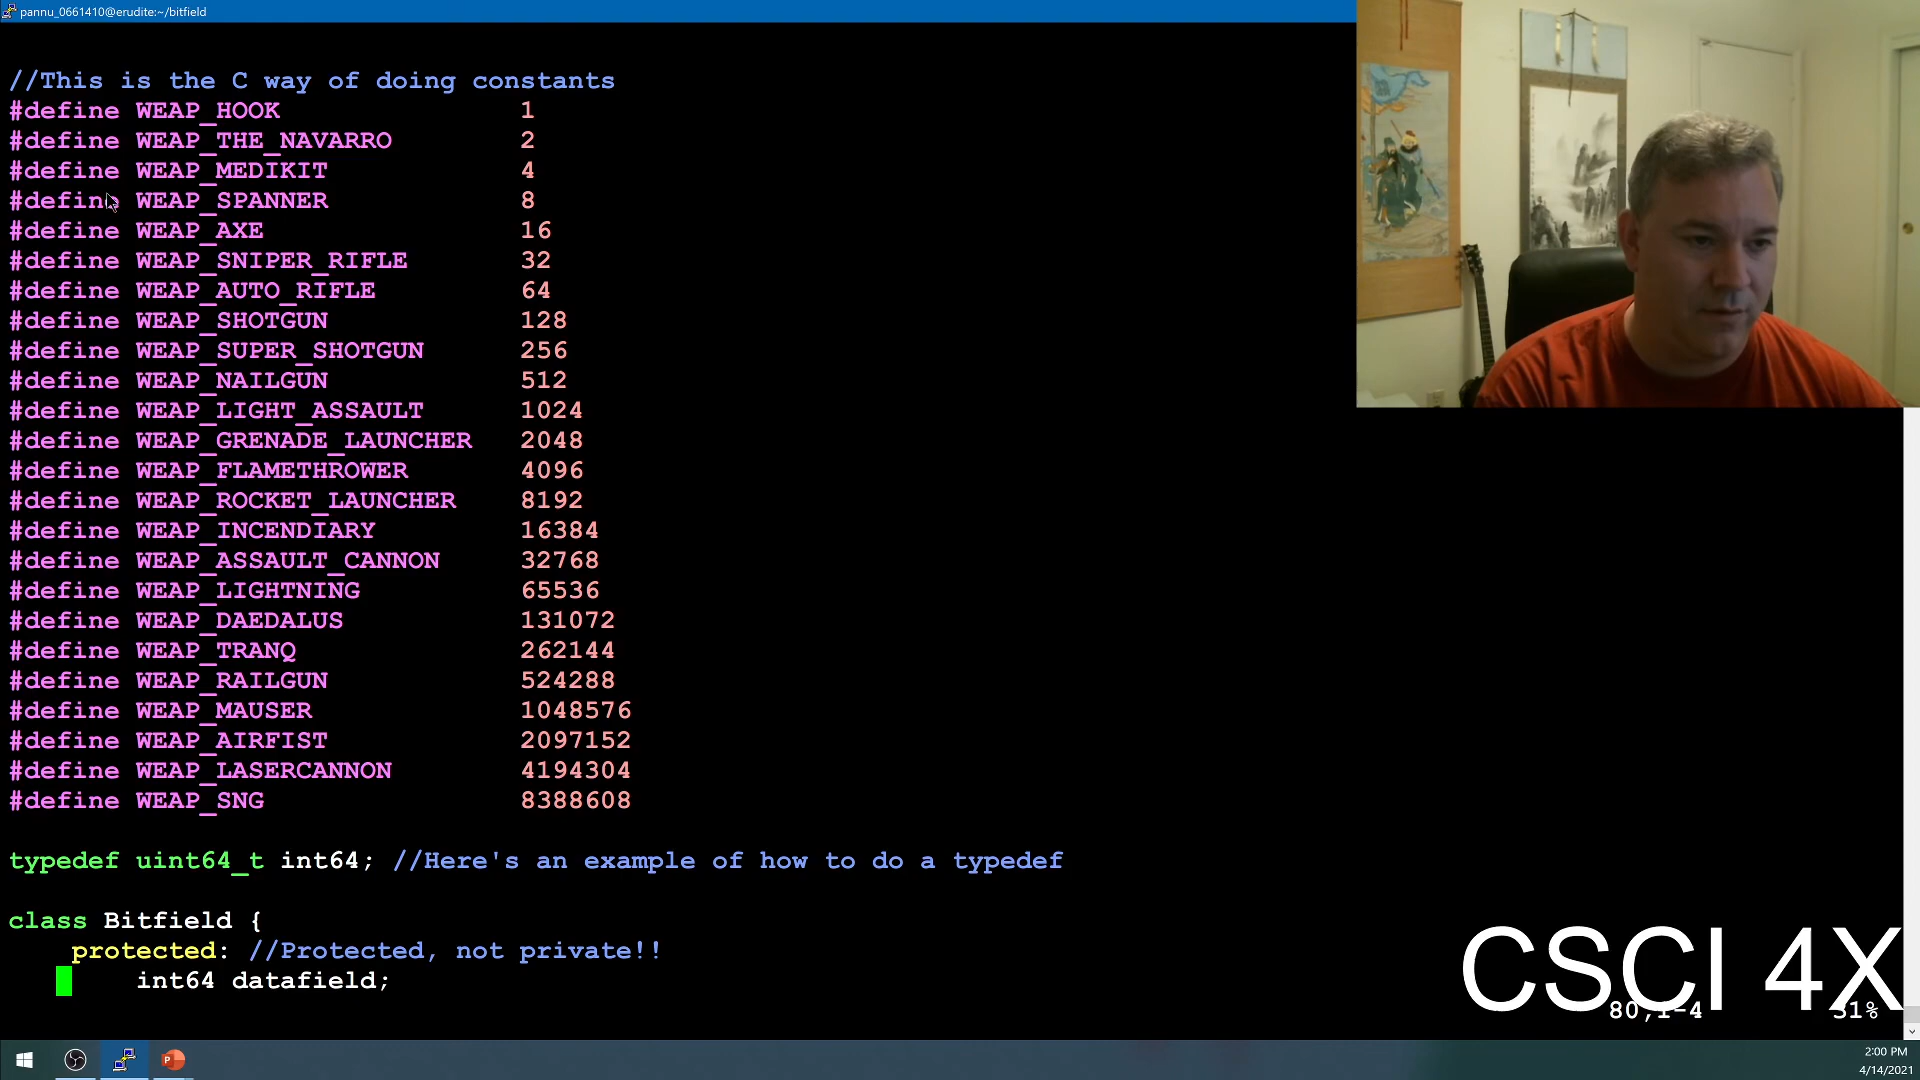 pannu_0661410@erudite:~/bitfield
//This is the C way of doing constants
#define WEAP_HOOK 1
#define WEAP_THE_NAVARRO 2
#define WEAP_MEDIKIT 4
#define WEAP_SPANNER 8
#define WEAP_AXE 16
#define WEAP_SNIPER_RIFLE 32
#define WEAP_AUTO_RIFLE 64
#define WEAP_SHOTGUN 128
#define WEAP_SUPER_SHOTGUN 256
#define WEAP_NAILGUN 512
#define WEAP_LIGHT_ASSAULT 1024
#define WEAP_GRENADE_LAUNCHER 2048
#define WEAP_FLAMETHROWER 4096
#define WEAP_ROCKET_LAUNCHER 8192
#define WEAP_INCENDIARY 16384
#define WEAP_ASSAULT_CANNON 32768
#define WEAP_LIGHTNING 65536
#define WEAP_DAEDALUS 131072
#define WEAP_TRANQ 262144
#define WEAP_RAILGUN 524288
#define WEAP_MAUSER 1048576
#define WEAP_AIRFIST 2097152
#define WEAP_LASERCANNON 4194304
#define WEAP_SNG 8388608
typedef uint64_t int64; //Here's an example of how to do a typedef
class Bitfield {
protected: //Protected, not private!!
int64 datafield;
CSCI 4X
80,1-4 31%
2:00 PM
4/14/2021